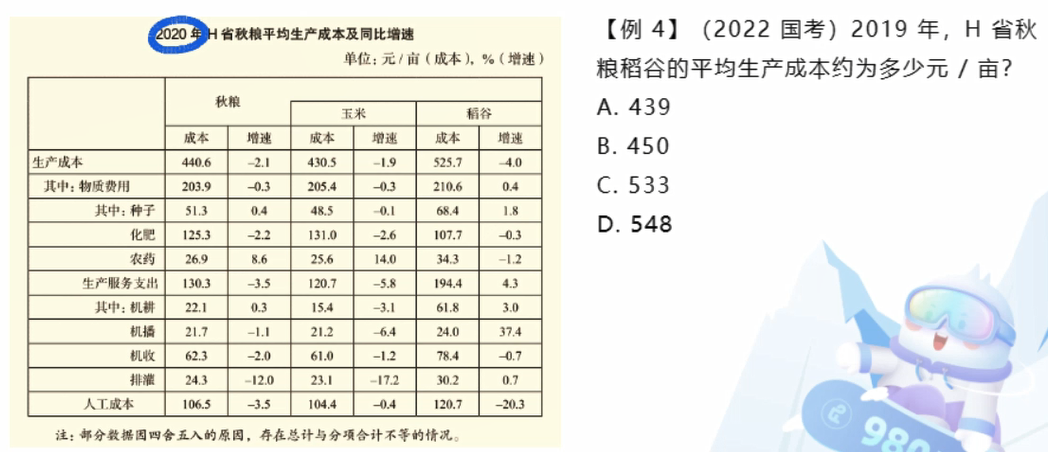 2020 年 H 省秋粮平均生产成本及同比增速
单位：元 / 亩（成本），%（增速）
秋粮
玉米 稻谷
成本 增速 成本 增速 成本 增速
生产成本 440.6 –2.1 430.5 –1.9 525.7 –4.0
其中：物质费用 203.9 –0.3 205.4 –0.3 210.6 0.4
其中：种子 51.3 0.4 48.5 –0.1 68.4 1.8
化肥 125.3 –2.2 131.0 –2.6 107.7 –0.3
农药 26.9 8.6 25.6 14.0 34.3 –1.2
生产服务支出 130.3 –3.5 120.7 –5.8 194.4 4.3
其中：机耕 22.1 0.3 15.4 –3.1 61.8 3.0
机播 21.7 –1.1 21.2 –6.4 24.0 37.4
机收 62.3 –2.0 61.0 –1.2 78.4 –0.7
排灌 24.3 –12.0 23.1 –17.2 30.2 0.7
人工成本 106.5 –3.5 104.4 –0.4 120.7 –20.3
注：部分数据因四舍五入的原因，存在总计与分项合计不等的情况。
【例 4】（2022 国考）2019 年，H 省秋
粮稻谷的平均生产成本约为多少元 / 亩？
A. 439
B. 450
C. 533
D. 548
980